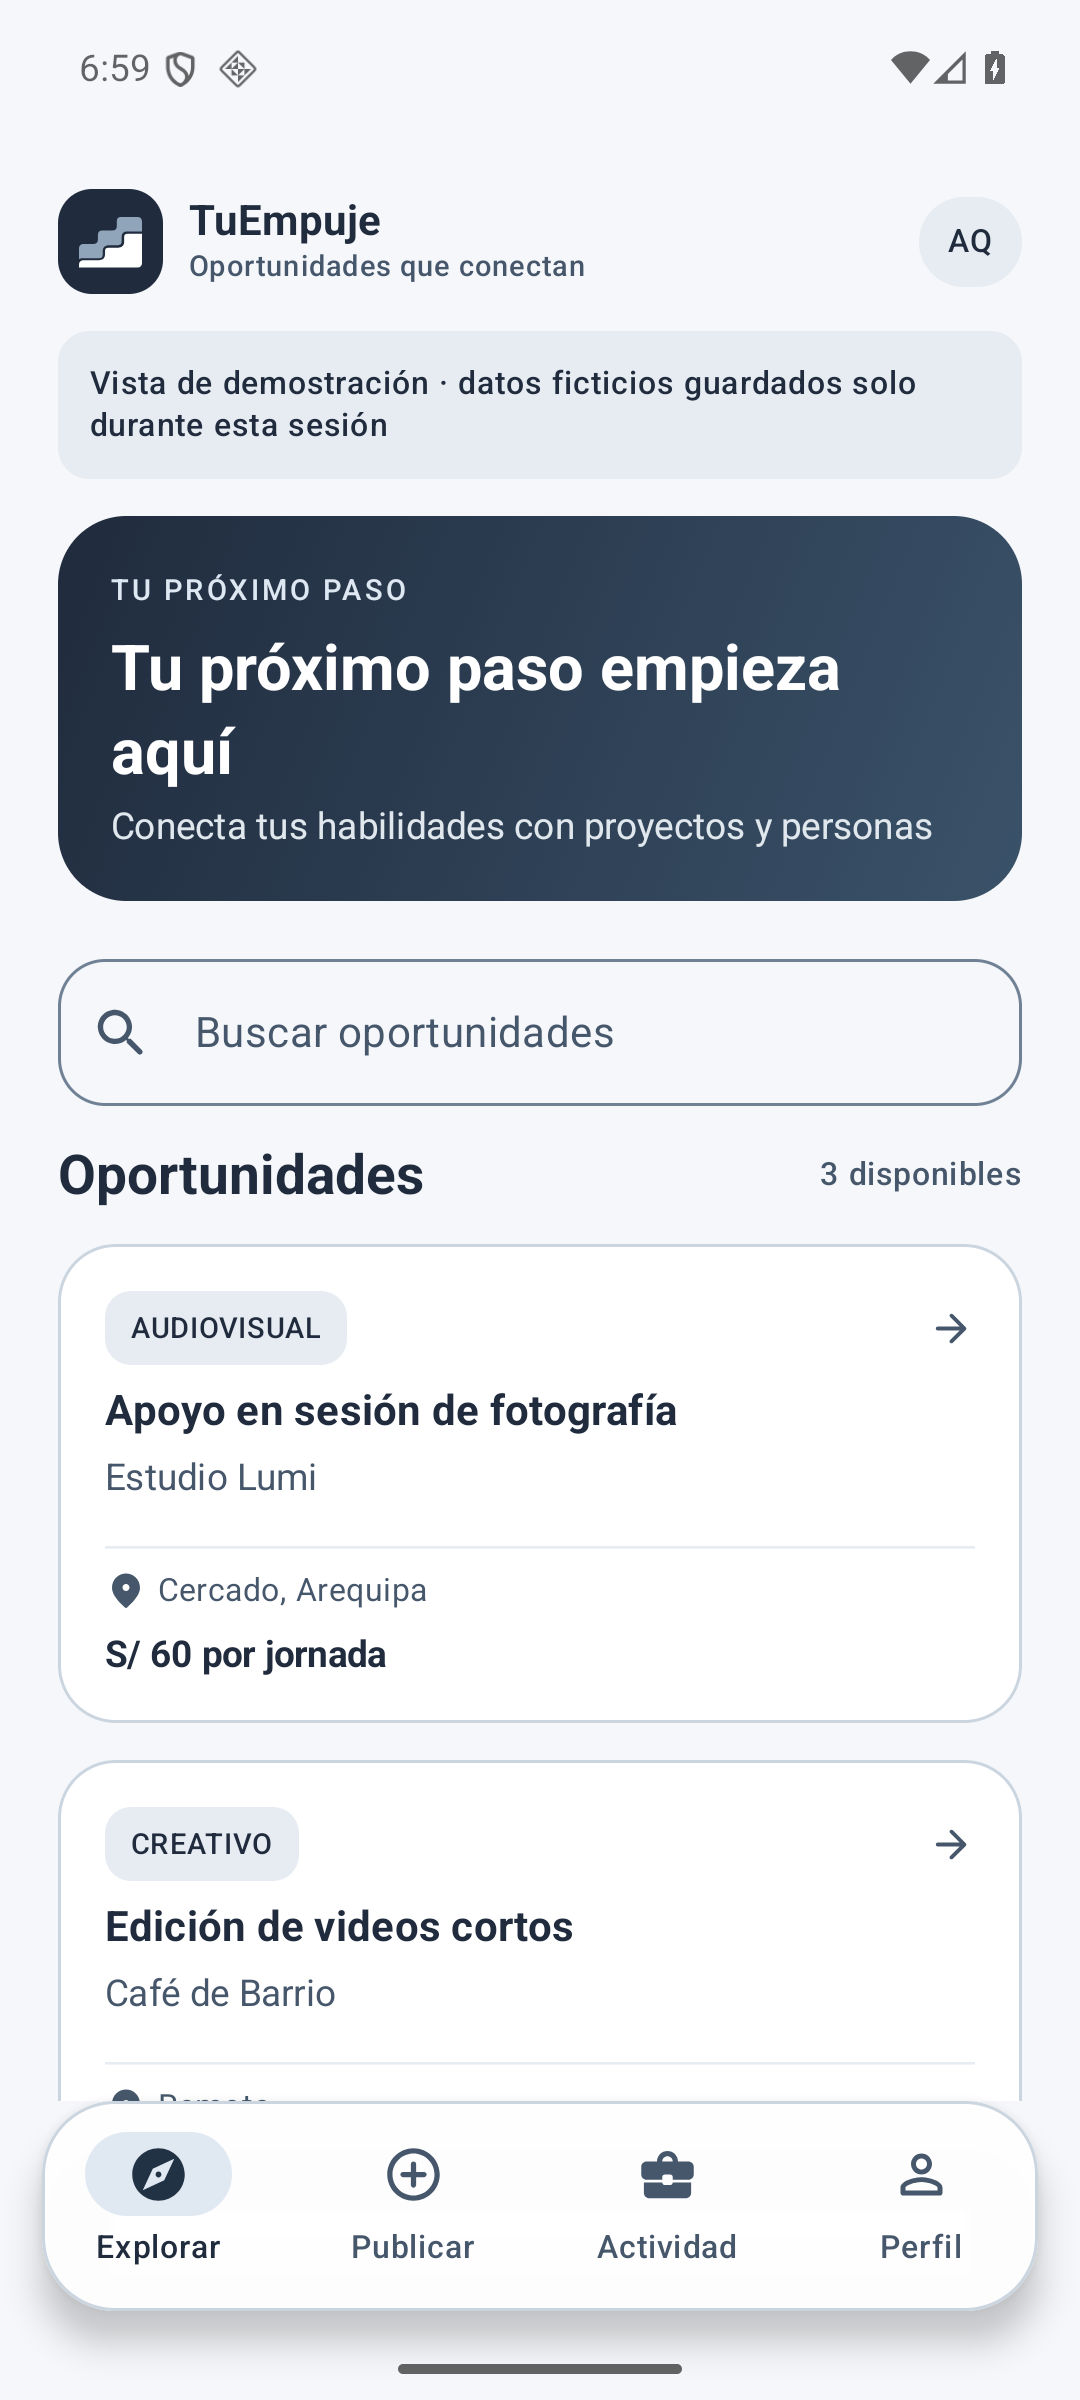 6:59
TuEmpuje
Oportunidades que conectan
AQ
Vista de demostración · datos ficticios guardados solo
durante esta sesión
TU PRÓXIMO PASO
Tu próximo paso empieza
aquí
Conecta tus habilidades con proyectos y personas
Buscar oportunidades
Oportunidades
3 disponibles
AUDIOVISUAL
Apoyo en sesión de fotografía
Estudio Lumi
Cercado, Arequipa
S/ 60 por jornada
CREATIVO
Edición de videos cortos
Café de Barrio
Explorar
Publicar
Actividad
Perfil